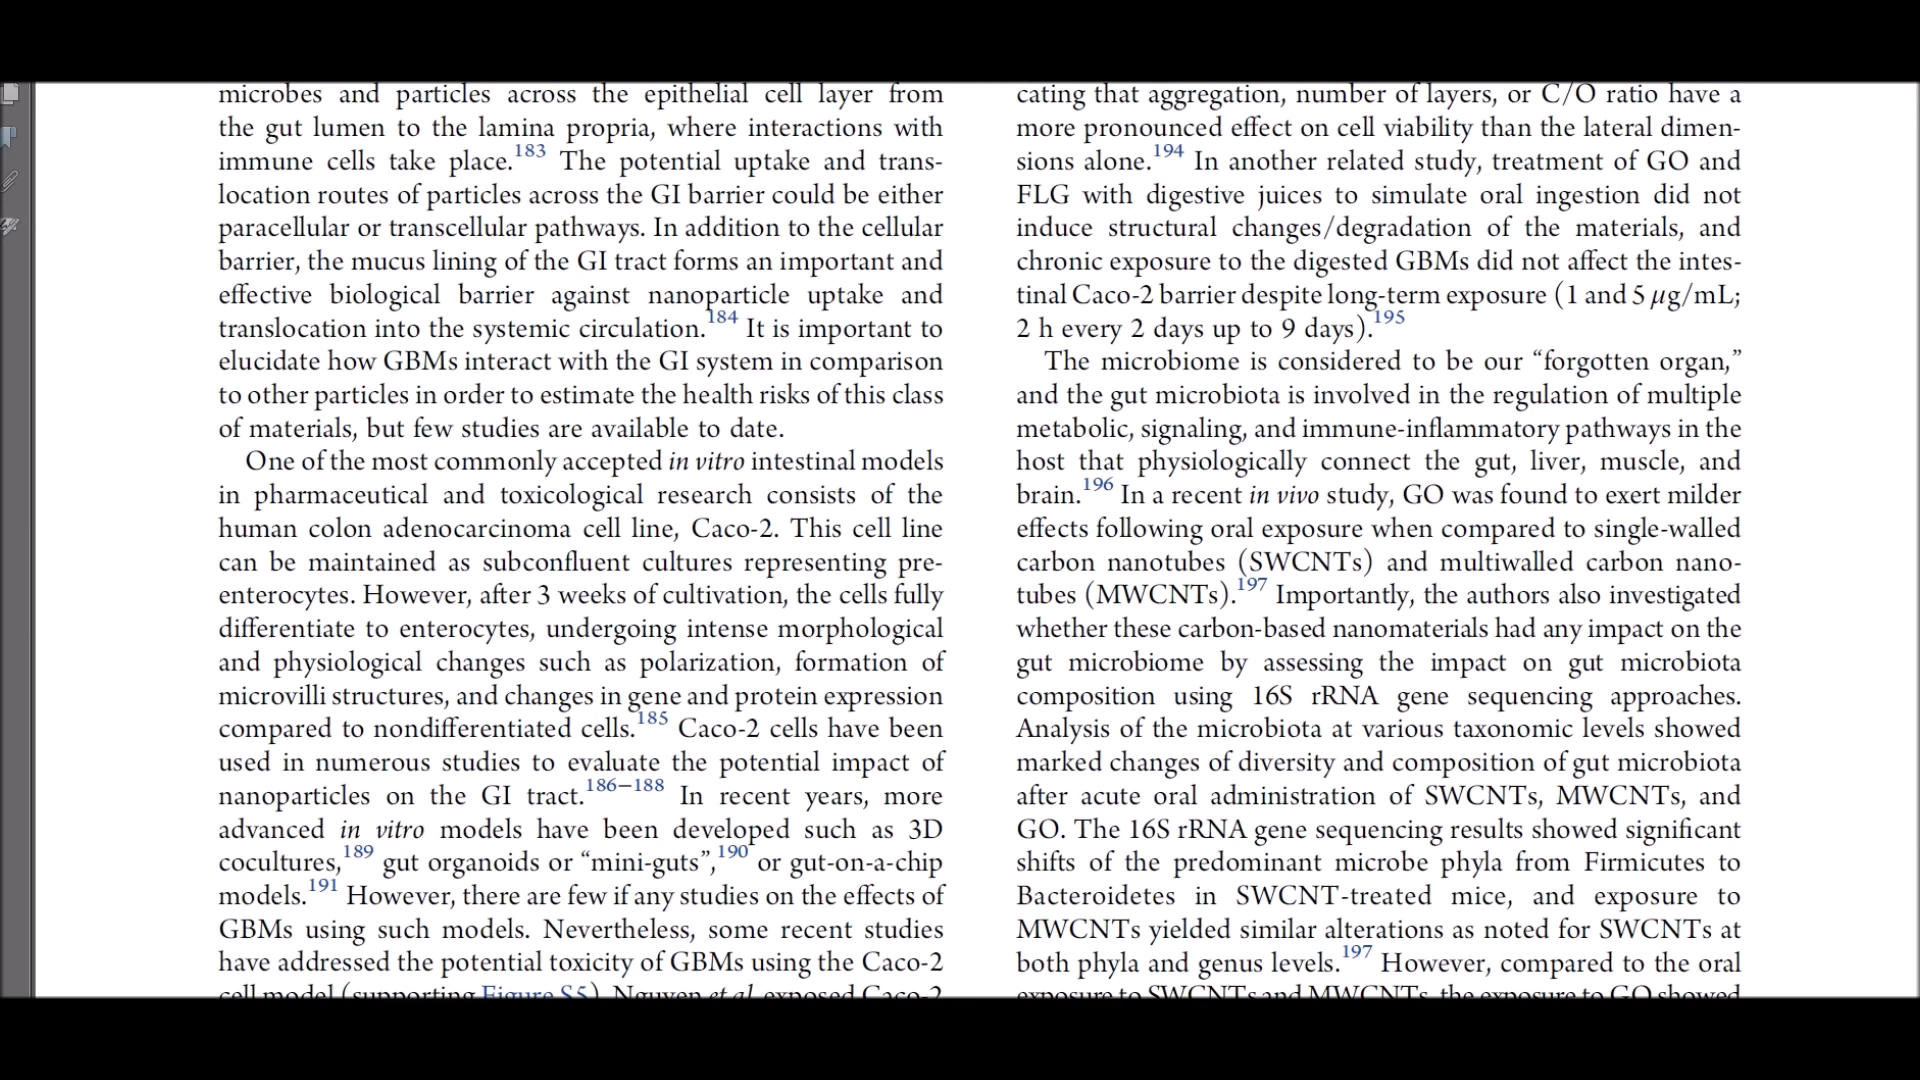 microbes and particles across the epithelial cell layer from
the gut lumen to the lamina propria, where interactions with
immune cells take place.183 The potential uptake and trans-
location routes of particles across the GI barrier could be either
paracellular or transcellular pathways. In addition to the cellular
barrier, the mucus lining of the GI tract forms an important and
effective biological barrier against nanoparticle uptake and
translocation into the systemic circulation.184 It is important to
elucidate how GBMs interact with the GI system in comparison
to other particles in order to estimate the health risks of this class
of materials, but few studies are available to date.
One of the most commonly accepted in vitro intestinal models
in pharmaceutical and toxicological research consists of the
human colon adenocarcinoma cell line, Caco-2. This cell line
can be maintained as subconfluent cultures representing pre-
enterocytes. However, after 3 weeks of cultivation, the cells fully
differentiate to enterocytes, undergoing intense morphological
and physiological changes such as polarization, formation of
microvilli structures, and changes in gene and protein expression
compared to nondifferentiated cells.185 Caco-2 cells have been
used in numerous studies to evaluate the potential impact of
nanoparticles on the GI tract.186−188 In recent years, more
advanced in vitro models have been developed such as 3D
cocultures,189 gut organoids or “mini-guts”,190 or gut-on-a-chip
models.191 However, there are few if any studies on the effects of
GBMs using such models. Nevertheless, some recent studies
have addressed the potential toxicity of GBMs using the Caco-2
cell model (supporting Figure S5). Nguyen et al. exposed Caco-2
cating that aggregation, number of layers, or C/O ratio have a
more pronounced effect on cell viability than the lateral dimen-
sions alone.194 In another related study, treatment of GO and
FLG with digestive juices to simulate oral ingestion did not
induce structural changes/degradation of the materials, and
chronic exposure to the digested GBMs did not affect the intes-
tinal Caco-2 barrier despite long-term exposure (1 and 5 μg/mL;
2 h every 2 days up to 9 days).195
The microbiome is considered to be our “forgotten organ,”
and the gut microbiota is involved in the regulation of multiple
metabolic, signaling, and immune-inflammatory pathways in the
host that physiologically connect the gut, liver, muscle, and
brain.196 In a recent in vivo study, GO was found to exert milder
effects following oral exposure when compared to single-walled
carbon nanotubes (SWCNTs) and multiwalled carbon nano-
tubes (MWCNTs).197 Importantly, the authors also investigated
whether these carbon-based nanomaterials had any impact on the
gut microbiome by assessing the impact on gut microbiota
composition using 16S rRNA gene sequencing approaches.
Analysis of the microbiota at various taxonomic levels showed
marked changes of diversity and composition of gut microbiota
after acute oral administration of SWCNTs, MWCNTs, and
GO. The 16S rRNA gene sequencing results showed significant
shifts of the predominant microbe phyla from Firmicutes to
Bacteroidetes in SWCNT-treated mice, and exposure to
MWCNTs yielded similar alterations as noted for SWCNTs at
both phyla and genus levels.197 However, compared to the oral
exposure to SWCNTs and MWCNTs, the exposure to GO showed